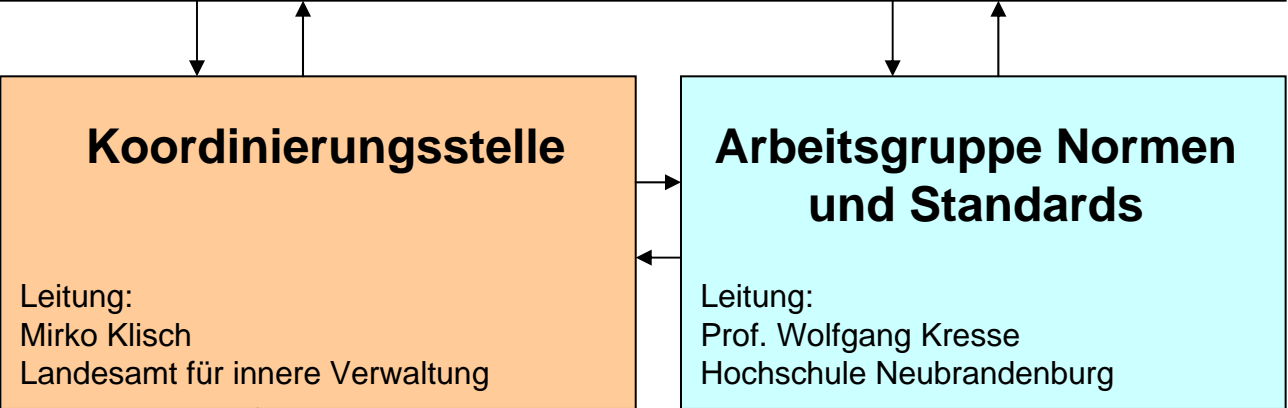 Koordinierungsstelle
Leitung:
Mirko Klisch
Landesamt für innere Verwaltung
Arbeitsgruppe Normen
und Standards
Leitung:
Prof. Wolfgang Kresse
Hochschule Neubrandenburg